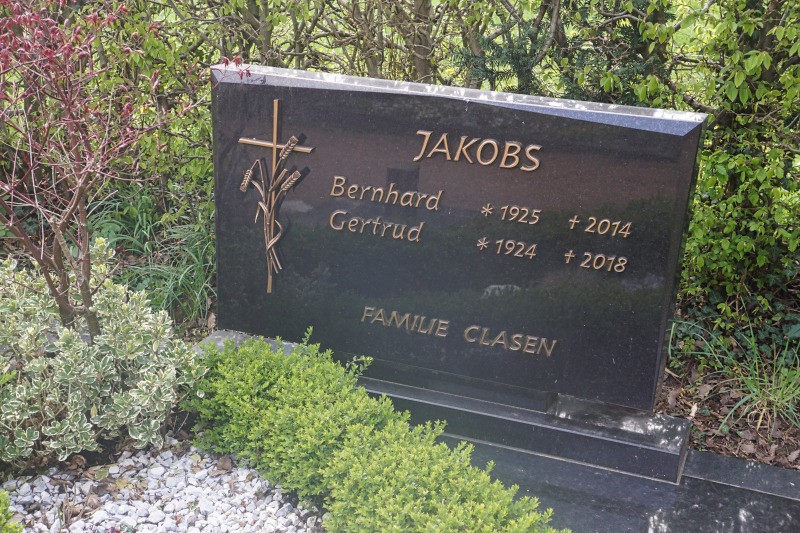 JAKOBS
Bernhard * 1925 † 2014
Gertrud * 1924 † 2018
FAMILIE CLASEN